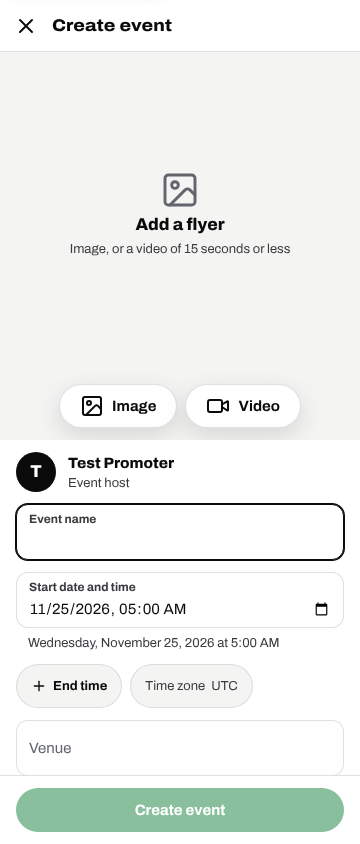 Create event
Add a flyer
Image, or a video of 15 seconds or less
Image
Video
T
Test Promoter
Event host
Event name
Start date and time
11/25/2026, 05:00 AM
Wednesday, November 25, 2026 at 5:00 AM
End time
Time zone UTC
Venue
Create event